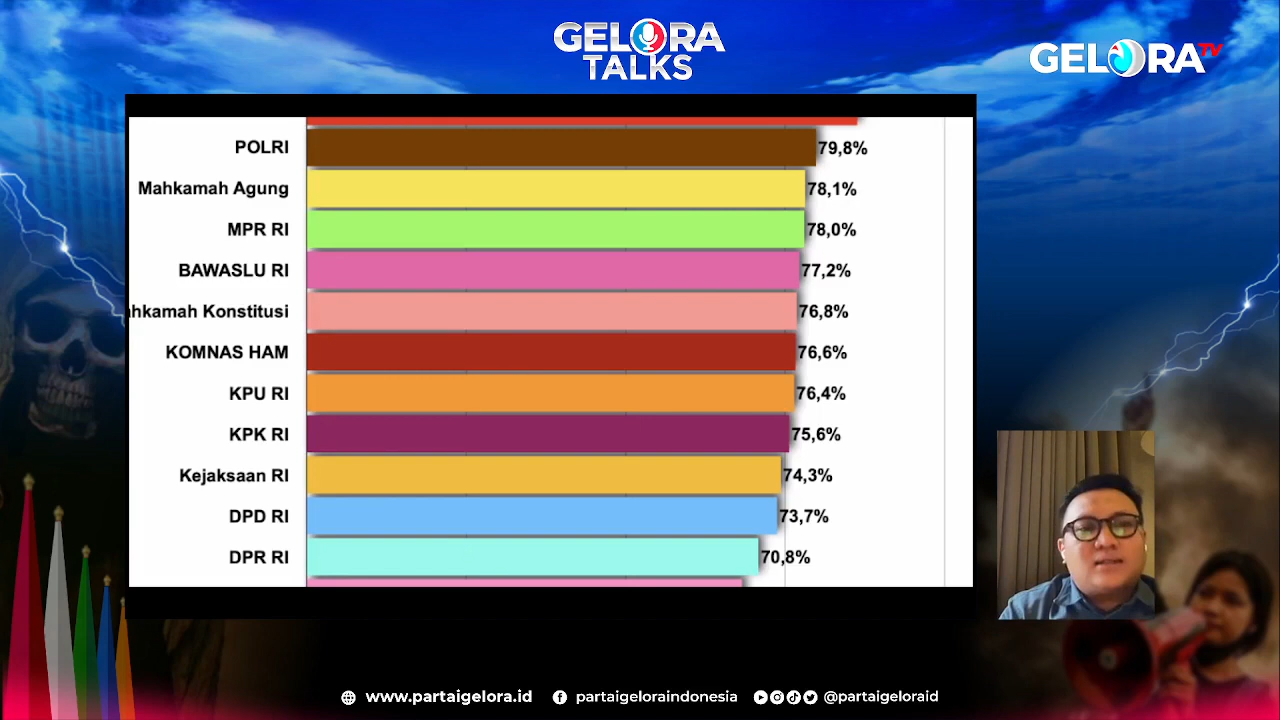 GELORA
TALKS
GELORA TV
POLRI 79,8%
Mahkamah Agung 78,1%
MPR RI 78,0%
BAWASLU RI 77,2%
ahkamah Konstitusi 76,8%
KOMNAS HAM 76,6%
KPU RI 76,4%
KPK RI 75,6%
Kejaksaan RI 74,3%
DPD RI 73,7%
DPR RI 70,8%
www.partaigelora.id partaigeloraindonesia @partaigeloraid